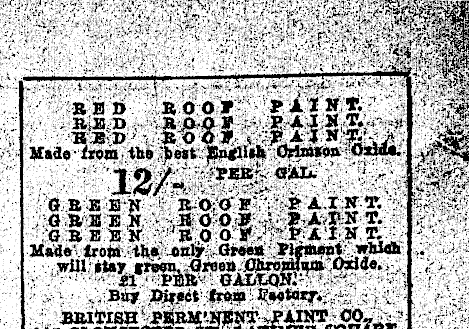 RED ROOF PAINT.
RED ROOF PAINT.
RED ROOF PAINT.
Made from the best English Crimson Oxide.
12/- PER GAL.
GREEN ROOF PAINT.
GREEN ROOF PAINT.
GREEN ROOF PAINT.
Made from the only Green Pigment which
will stay green, Green Chromium Oxide.
£1 PER GALLON.
Buy Direct from Factory.
BRITISH PERM'NENT PAINT CO.,